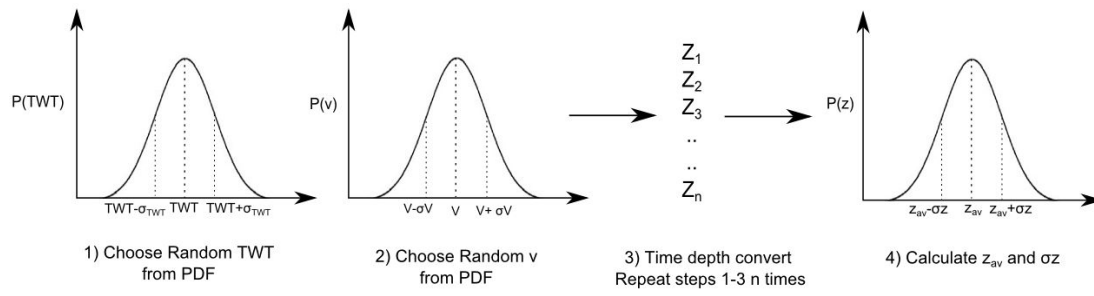 P(TWT)
TWT-σTWT TWT TWT+σTWT
1) Choose Random TWT
from PDF
P(v)
V-σV V V+ σV
2) Choose Random v
from PDF
Z1
Z2
Z3
..
..
Zn
3) Time depth convert
Repeat steps 1-3 n times
P(z)
zav-σz zav zav+σz
4) Calculate zav and σz